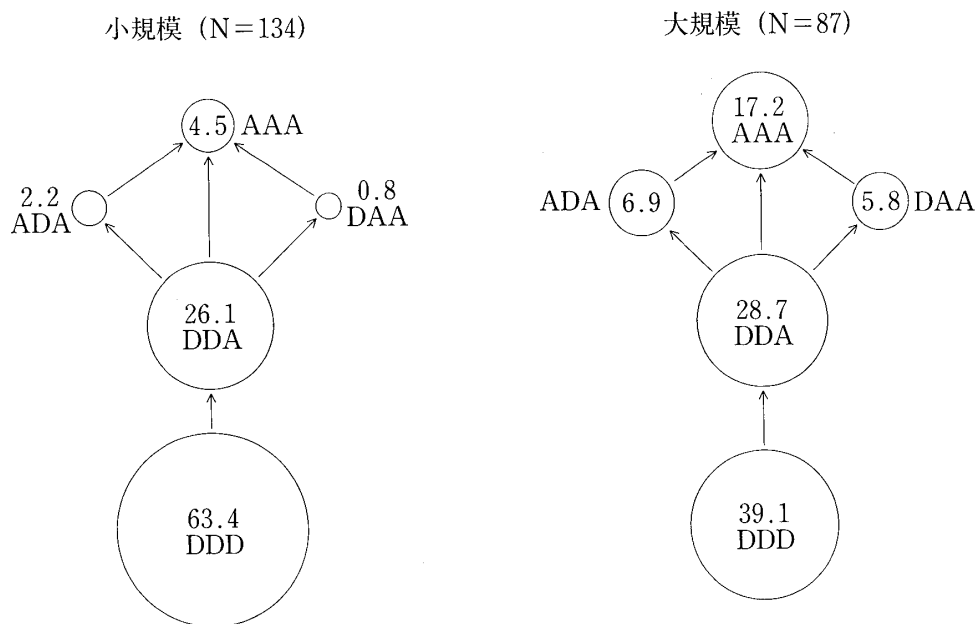 小規模 (N=134)
4.5 AAA
2.2
ADA
0.8
DAA
26.1
DDA
63.4
DDD
大規模 (N=87)
17.2
AAA
ADA 6.9
5.8 DAA
28.7
DDA
39.1
DDD